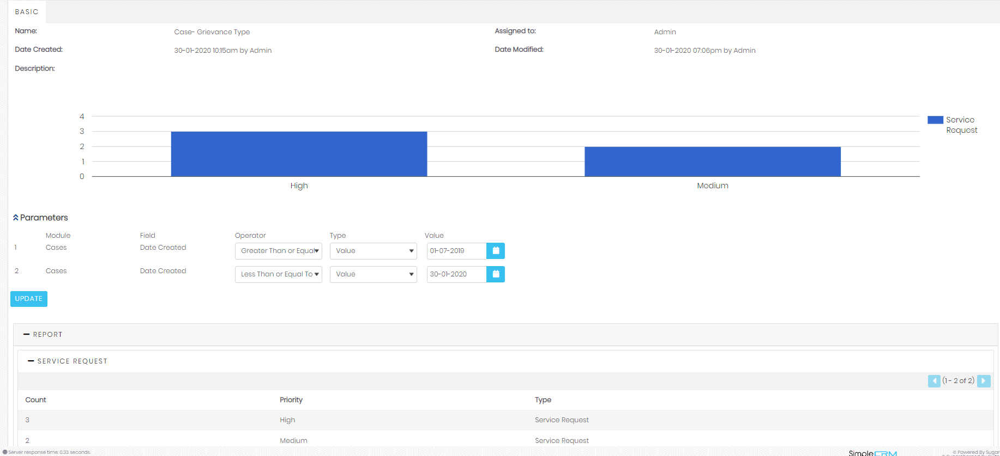 BASIC
Name: Case- Grievance Type Assigned to: Admin
Date Created: 30-01-2020 10:15am by Admin Date Modified: 30-01-2020 07:06pm by Admin
Description:
4
3
2
1
0
High Medium
Service
Request
Parameters
Module Field Operator Type Value
1 Cases Date Created Greater Than or Equal Value 01-07-2019
2 Cases Date Created Less Than or Equal To Value 30-01-2020
UPDATE
REPORT
SERVICE REQUEST
(1 - 2 of 2)
Count Priority Type
3 High Service Request
2 Medium Service Request
Server response time: 0.33 seconds.
SimpleCRM
© Powered By Sugar